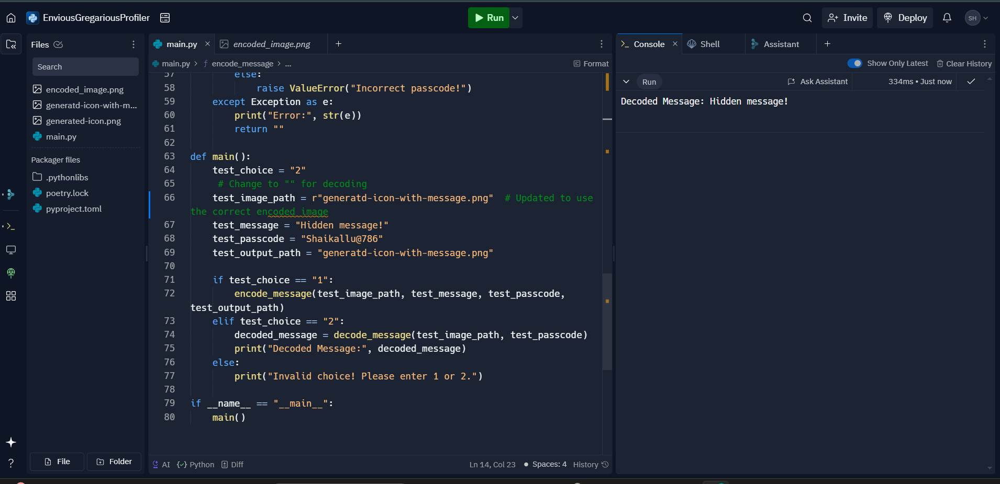 EnviousGregariousProfiler
Run
Invite
Deploy
SH
Files
Search
encoded_image.png
generatd-icon-with-m...
generated-icon.png
main.py
Packager files
.pythonlibs
poetry.lock
pyproject.toml
File
Folder
main.py
encoded_image.png
main.py > encode_message > ...
Format
57 else:
58 raise ValueError("Incorrect passcode!")
59 except Exception as e:
60 print("Error:", str(e))
61 return ""
62
63 def main():
64 test_choice = "2"
65 # Change to "" for decoding
66 test_image_path = r"generatd-icon-with-message.png" # Updated to use
the correct encoded_image
67 test_message = "Hidden message!"
68 test_passcode = "Shaikallu@786"
69 test_output_path = "generatd-icon-with-message.png"
70
71 if test_choice == "1":
72 encode_message(test_image_path, test_message, test_passcode,
test_output_path)
73 elif test_choice == "2":
74 decoded_message = decode_message(test_image_path, test_passcode)
75 print("Decoded Message:", decoded_message)
76 else:
77 print("Invalid choice! Please enter 1 or 2.")
78
79 if __name__ == "__main__":
80 main()
AI
Python
Diff
Ln 14, Col 23
Spaces: 4
History
Console
Shell
Assistant
Show Only Latest
Clear History
Run
Ask Assistant
334ms • Just now
Decoded Message: Hidden message!